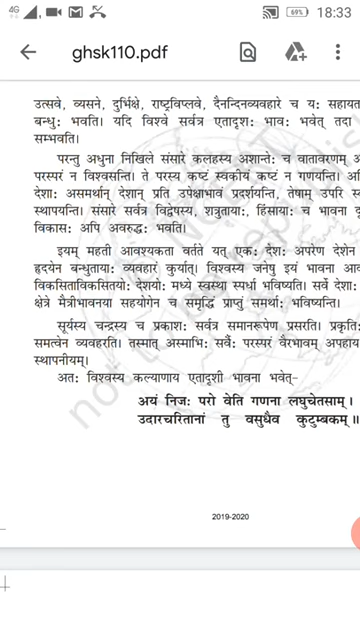 4G 69% 18:33
ghsk110.pdf
उत्सवे, व्यसने, दुर्भिक्षे, राष्ट्रविप्लवे, दैनन्दिनव्यवहारे च यः सहायत
बन्धुः भवति। यदि विश्वे सर्वत्र एतादृशः भावः भवेत् तदा
सम्भवति।
परन्तु अधुना निखिले संसारे कलहस्य अशान्तेः च वातावरणम् अ
परस्परं न विश्वसन्ति। ते परस्य कष्टं स्वकीयं कष्टं न गणयन्ति। अपि
देशाः असमर्थान् देशान् प्रति उपेक्षाभावं प्रदर्शयन्ति, तेषाम् उपरि स्
स्थापयन्ति। संसारे सर्वत्र विद्वेषस्य, शत्रुतायाः, हिंसायाः च भावना दृ
विकासः अपि अवरुद्धः भवति।
इयम् महती आवश्यकता वर्तते यत् एकः देशः अपरेण देशेन
हृदयेन बन्धुतायाः व्यवहारं कुर्यात्। विश्वस्य जनेषु इयं भावना आव
विकसिताविकसितयोः देशयोः मध्ये स्वस्था स्पर्धा भविष्यति। सर्वे देशाः
क्षेत्रे मैत्रीभावनया सहयोगेन च समृद्धिं प्राप्तुं समर्थाः भविष्यन्ति।
सूर्यस्य चन्द्रस्य च प्रकाशः सर्वत्र समानरूपेण प्रसरति। प्रकृतिः
समत्वेन व्यवहरति। तस्मात् अस्माभिः सर्वैः परस्परं वैरभावम् अपहाय
स्थापनीयम्।
अतः विश्वस्य कल्याणाय एतादृशी भावना भवेत्-
अयं निजः परो वेति गणना लघुचेतसाम्।
उदारचरितानां तु वसुधैव कुटुम्बकम्॥
2019-2020